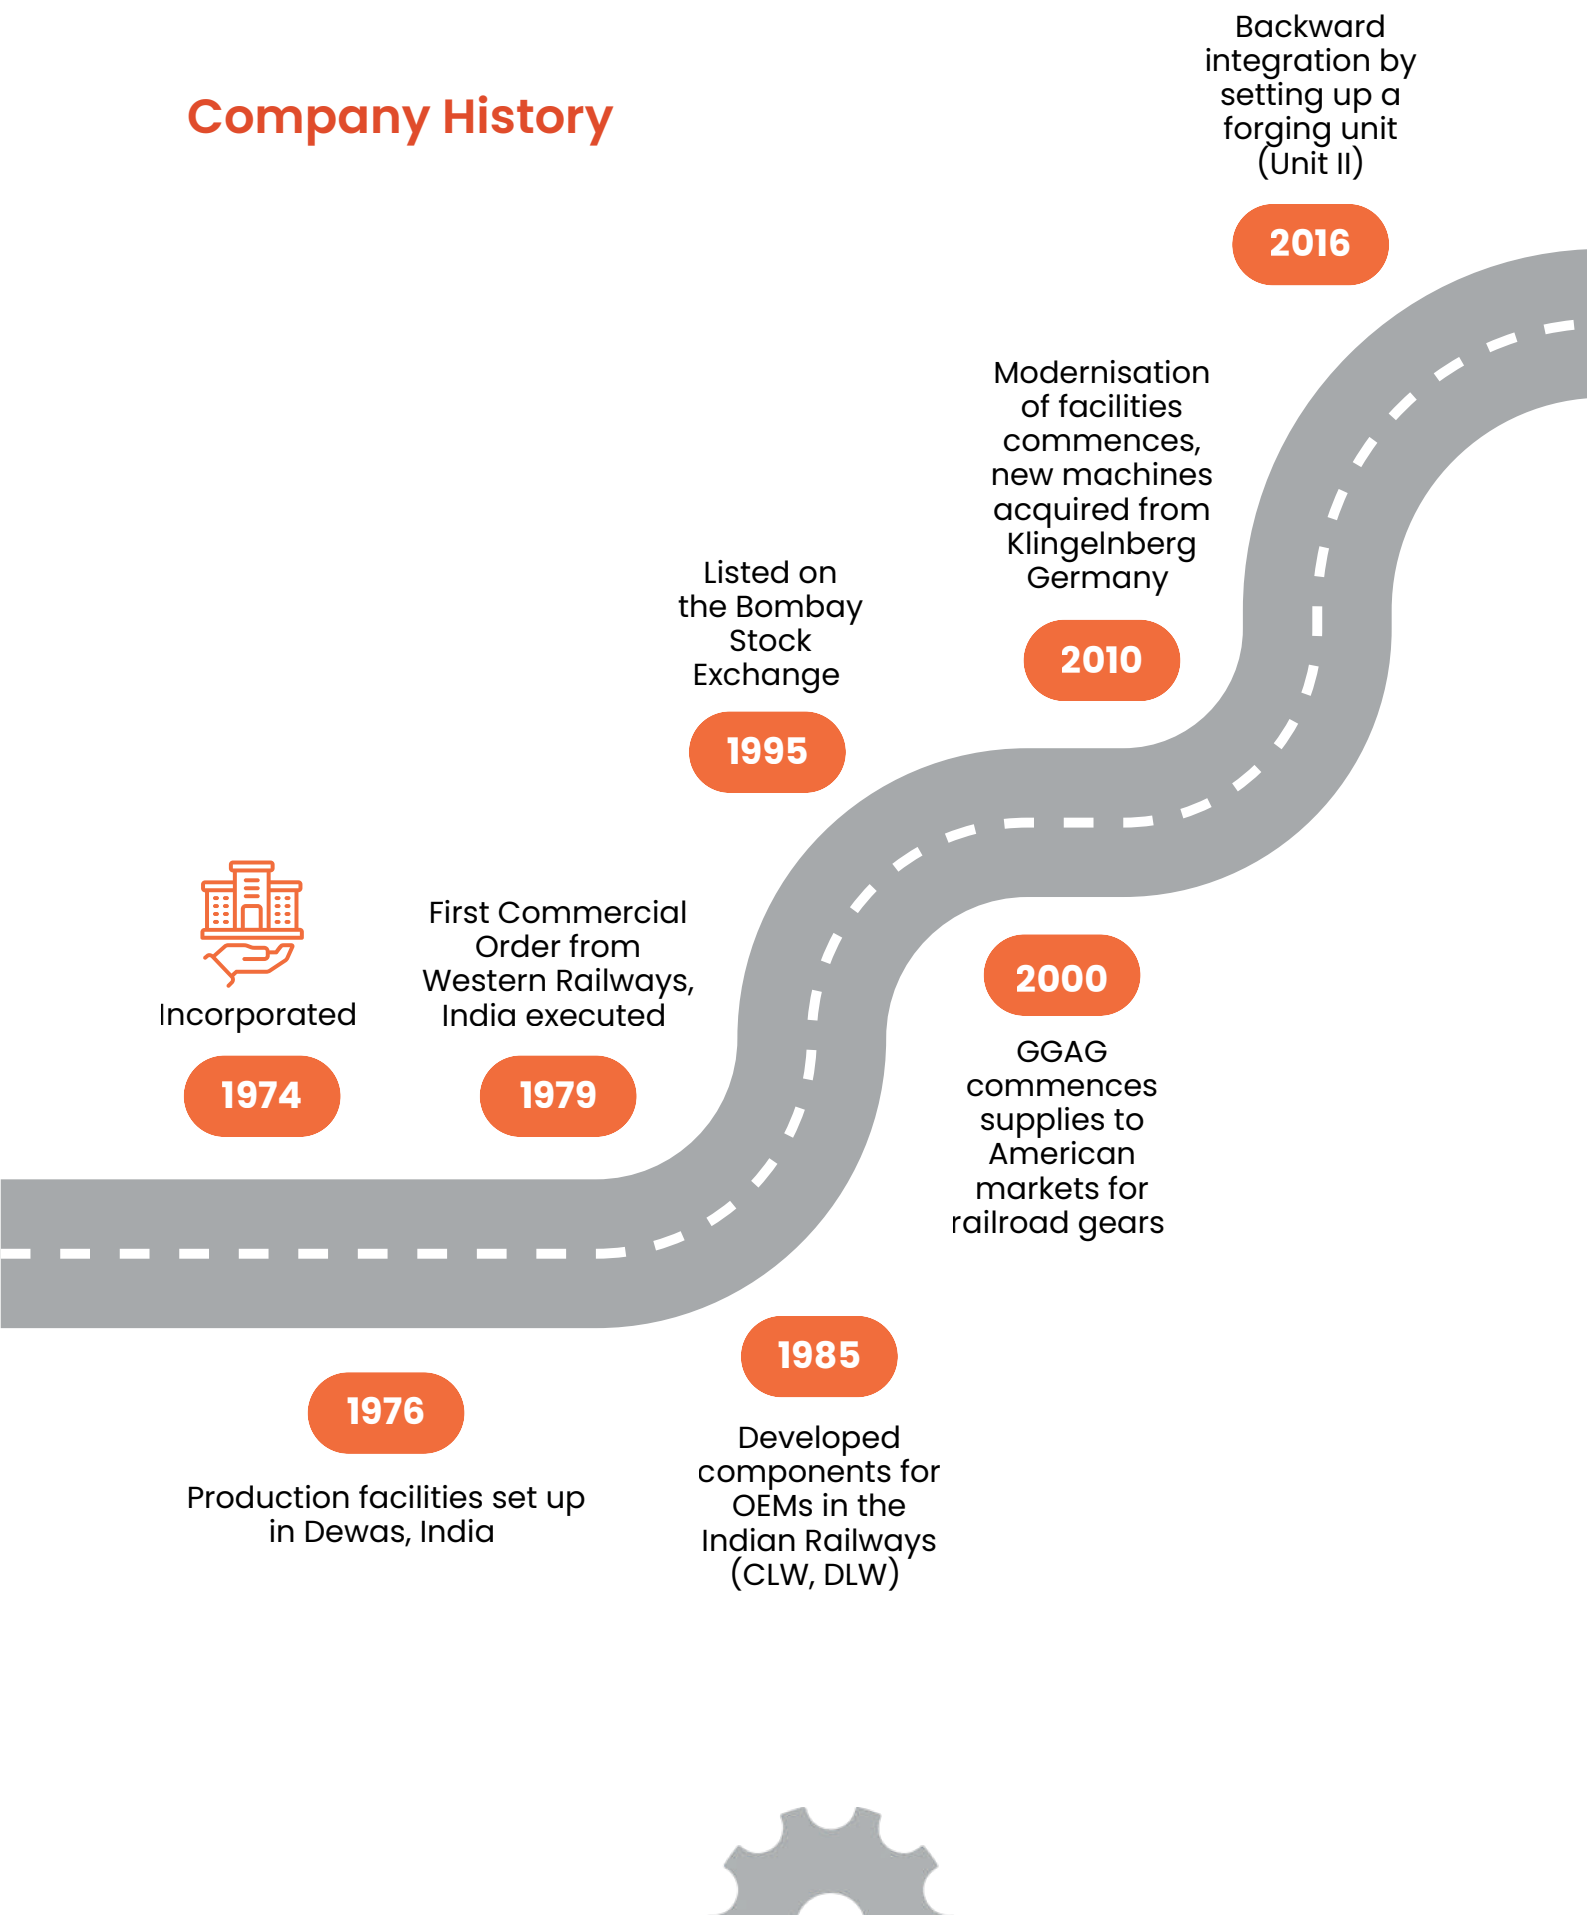 Company History
Incorporated
1974
1976
Production facilities set up
in Dewas, India
First Commercial
Order from
Western Railways,
India executed
1979
1985
Developed
components for
OEMs in the
Indian Railways
(CLW, DLW)
Listed on
the Bombay
Stock
Exchange
1995
2000
GGAG
commences
supplies to
American
markets for
railroad gears
Modernisation
of facilities
commences,
new machines
acquired from
Klingelnberg
Germany
2010
Backward
integration by
setting up a
forging unit
(Unit II)
2016